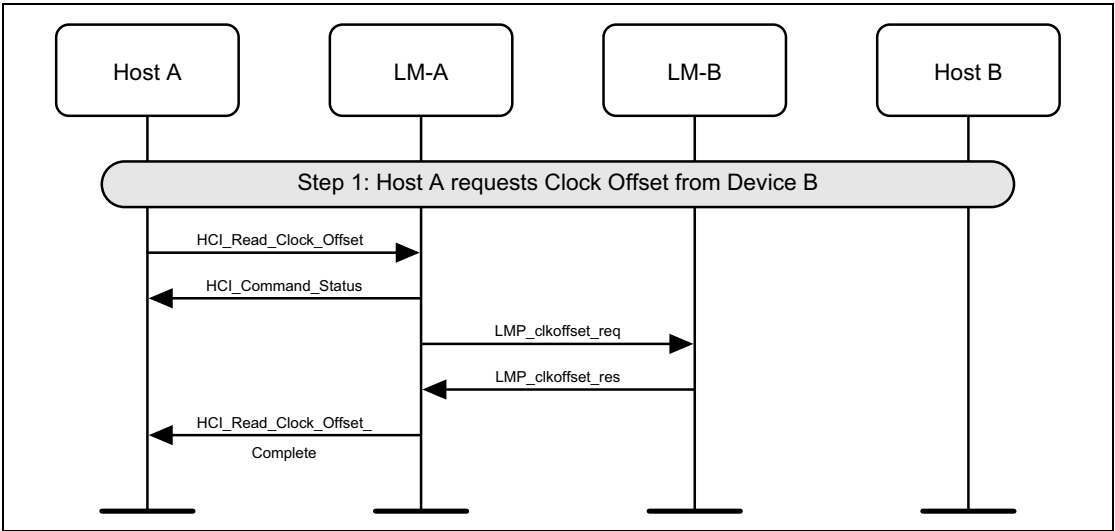 Host A
LM-A
LM-B
Host B
Step 1: Host A requests Clock Offset from Device B
HCI_Read_Clock_Offset
HCI_Command_Status
LMP_clkoffset_req
LMP_clkoffset_res
HCI_Read_Clock_Offset_
Complete